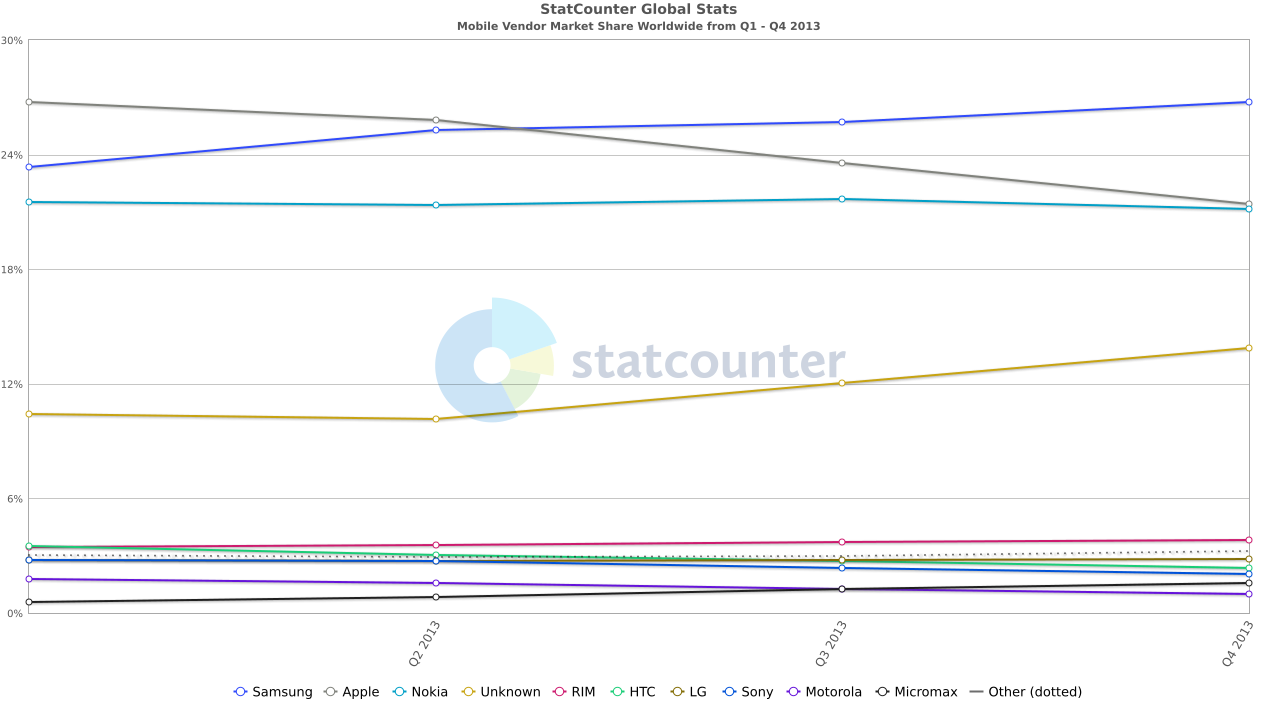 StatCounter Global Stats
Mobile Vendor Market Share Worldwide from Q1 - Q4 2013
30%
24%
18%
12%
6%
0%
statcounter
Q2 2013
Q3 2013
Q4 2013
Samsung Apple Nokia Unknown RIM HTC LG Sony Motorola Micromax Other (dotted)